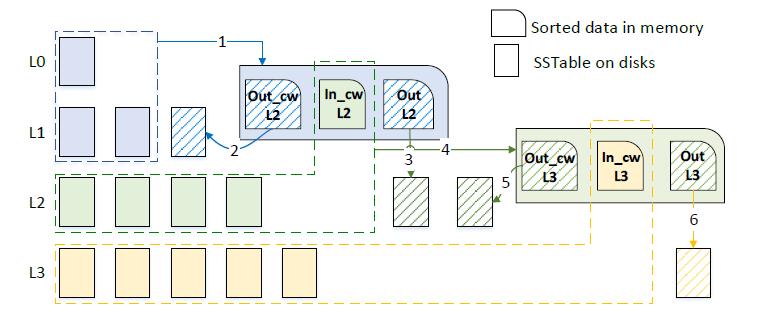 Sorted data in memory
SSTable on disks
L0
1
Out_cw
L2
In_cw
L2
Out
L2
L1
2
3
4
Out_cw
L3
In_cw
L3
Out
L3
5
L2
6
L3